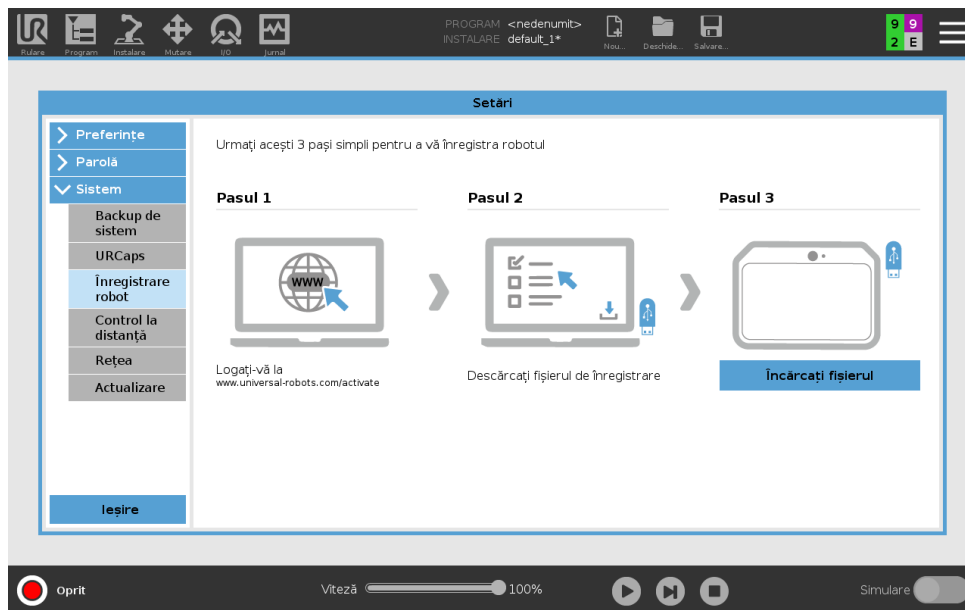 UR
Rulare
Program
Instalare
Mutare
I/O
Jurnal
PROGRAM <nedenumit>
INSTALARE default_1*
Nou...
Deschide...
Salvare...
9 9
2 E
Setări
Preferințe
Parolă
Sistem
Backup de
sistem
URCaps
Înregistrare
robot
Control la
distanță
Rețea
Actualizare
Ieșire
Urmați acești 3 pași simpli pentru a vă înregistra robotul
Pasul 1
WWW
Logați-vă la
www.universal-robots.com/activate
Pasul 2
Descărcați fișierul de înregistrare
Pasul 3
Încărcați fișierul
Oprit
Viteză 100%
Simulare